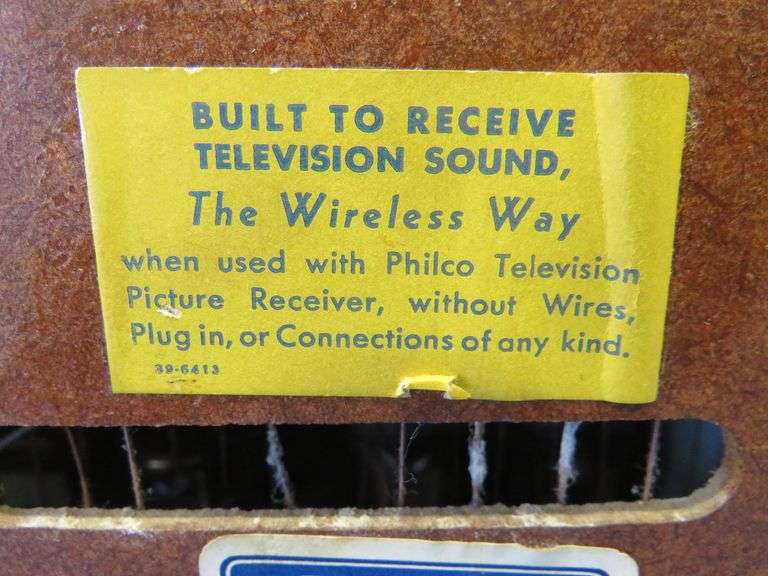 BUILT TO RECEIVE
TELEVISION SOUND,
The Wireless Way
when used with Philco Television
Picture Receiver, without Wires,
Plug in, or Connections of any kind.
39-6413